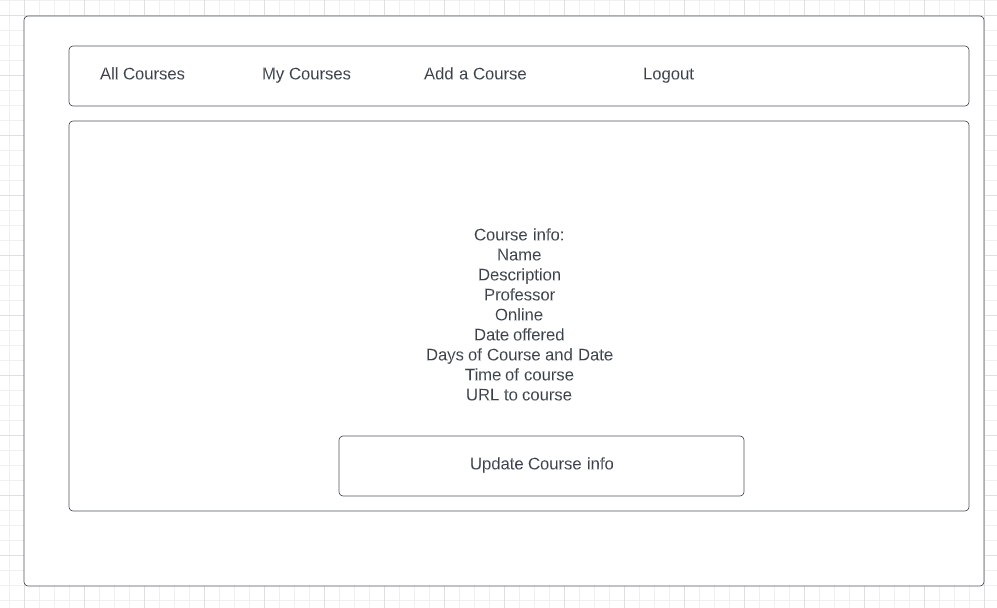 All Courses My Courses Add a Course Logout
Course info:
Name
Description
Professor
Online
Date offered
Days of Course and Date
Time of course
URL to course
Update Course info